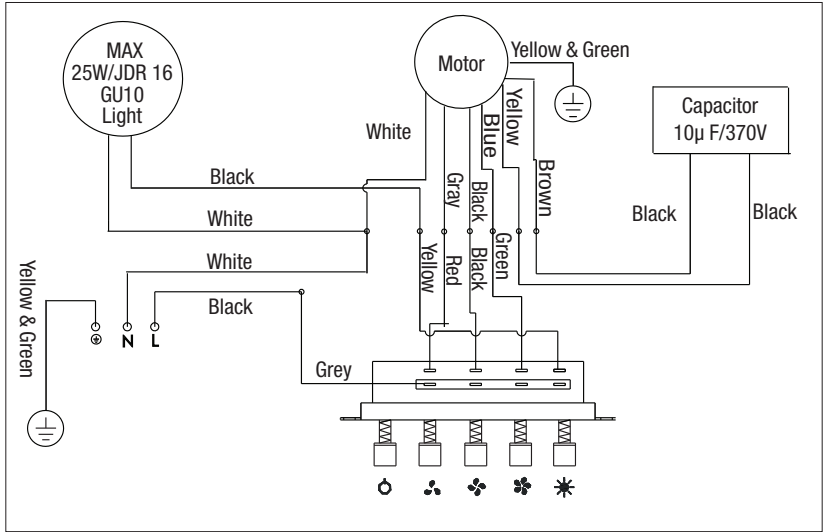 MAX
25W/JDR 16
GU10
Light
Motor
Yellow & Green
Capacitor
10µ F/370V
White
Gray
Black
Blue
Yellow
Brown
Black
White
Black
Black
Yellow
Red
Black
Green
White
Black
Yellow & Green
N
L
Grey